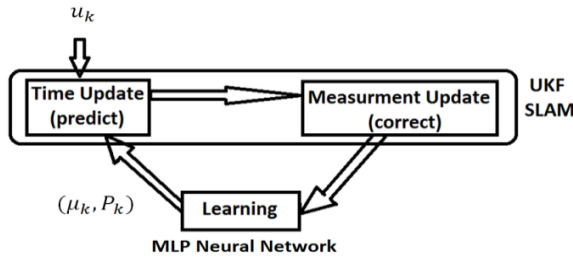 u_k
Time Update
(predict)
Measurment Update
(correct)
UKF
SLAM
(μ_k, P_k)
Learning
MLP Neural Network